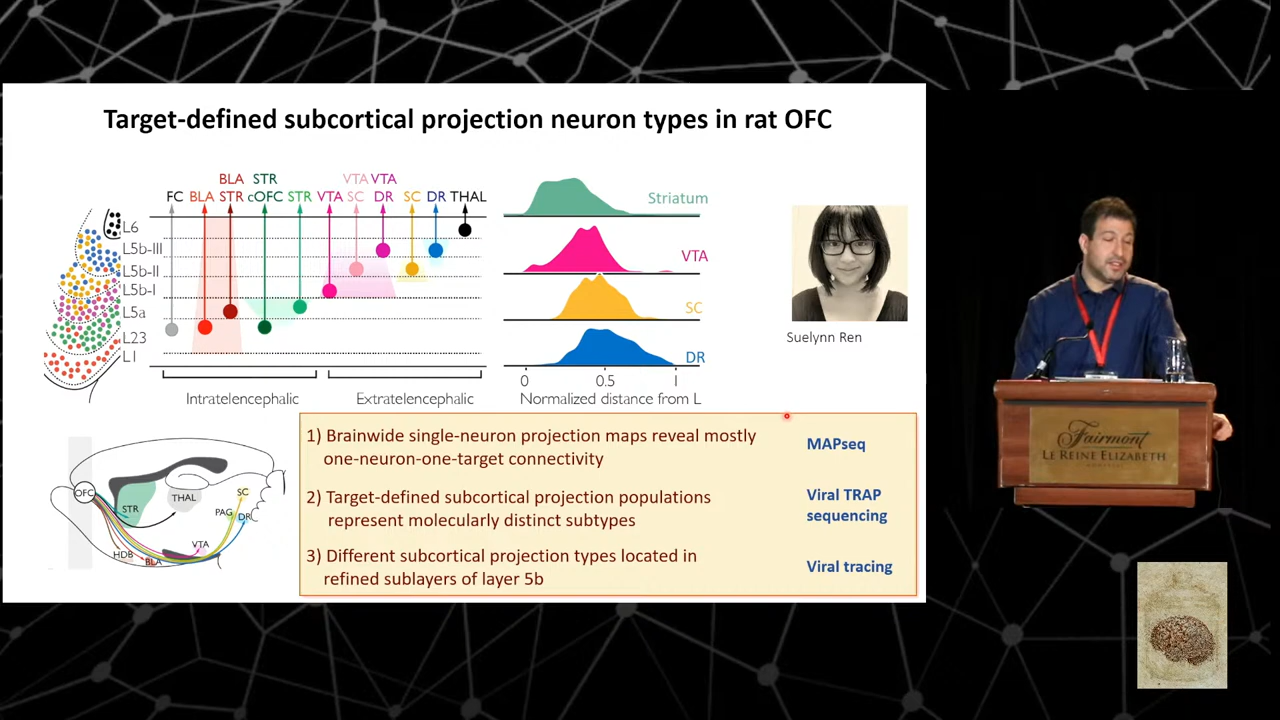 Target-defined subcortical projection neuron types in rat OFC
BLA STR VTA VTA
FC BLA STR cOFC STR VTA SC DR SC DR THAL
L6
L5b-III
L5b-II
L5b-I
L5a
L23
L1
Intratelencephalic Extratelencephalic
Striatum
VTA
SC
DR
0 0.5 1
Normalized distance from L
Suelynn Ren
OFC
STR
THAL
SC
PAG
DR
VTA
HDB
BLA
1) Brainwide single-neuron projection maps reveal mostly
one-neuron-one-target connectivity
MAPseq
2) Target-defined subcortical projection populations
represent molecularly distinct subtypes
Viral TRAP
sequencing
3) Different subcortical projection types located in
refined sublayers of layer 5b
Viral tracing
Fairmont
LE REINE ELIZABETH